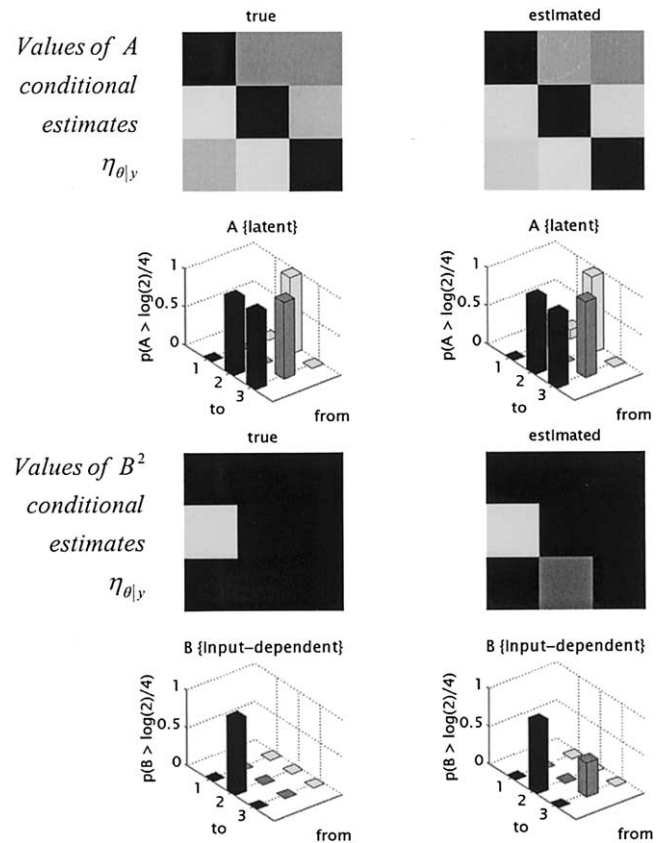 true estimated
Values of A
conditional
estimates
η_{θ|y}
A {latent} A {latent}
p(A > log(2)/4) p(A > log(2)/4)
1 1
0.5 0.5
0 0
1 1
2 2
3 3
to from to from
true estimated
Values of B²
conditional
estimates
η_{θ|y}
B {input-dependent} B {input-dependent}
p(B > log(2)/4) p(B > log(2)/4)
1 1
0.5 0.5
0 0
1 1
2 2
3 3
to from to from